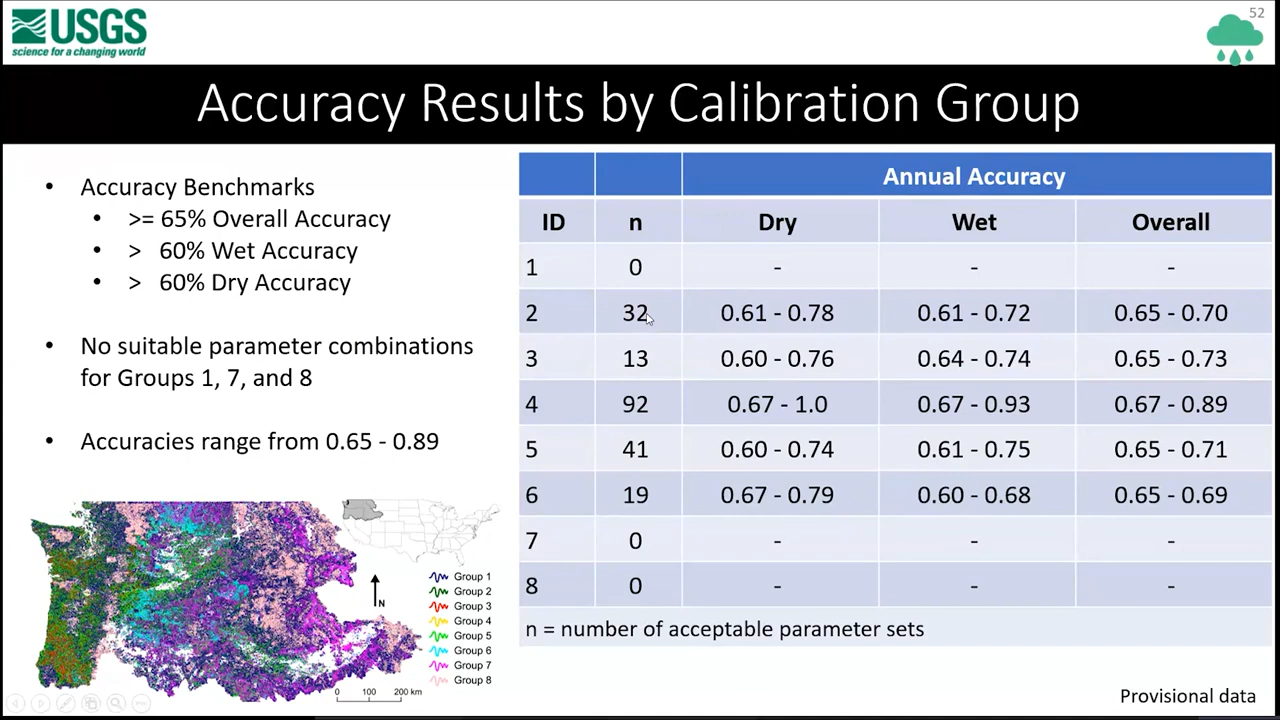 USGS
science for a changing world
52
Accuracy Results by Calibration Group
• Accuracy Benchmarks
• >= 65% Overall Accuracy
• > 60% Wet Accuracy
• > 60% Dry Accuracy
• No suitable parameter combinations
for Groups 1, 7, and 8
• Accuracies range from 0.65 - 0.89
Annual Accuracy
ID n Dry Wet Overall
1 0 - - -
2 32 0.61 - 0.78 0.61 - 0.72 0.65 - 0.70
3 13 0.60 - 0.76 0.64 - 0.74 0.65 - 0.73
4 92 0.67 - 1.0 0.67 - 0.93 0.67 - 0.89
5 41 0.60 - 0.74 0.61 - 0.75 0.65 - 0.71
6 19 0.67 - 0.79 0.60 - 0.68 0.65 - 0.69
7 0 - - -
8 0 - - -
n = number of acceptable parameter sets
N
Group 1
Group 2
Group 3
Group 4
Group 5
Group 6
Group 7
Group 8
0 100 200 km
Provisional data